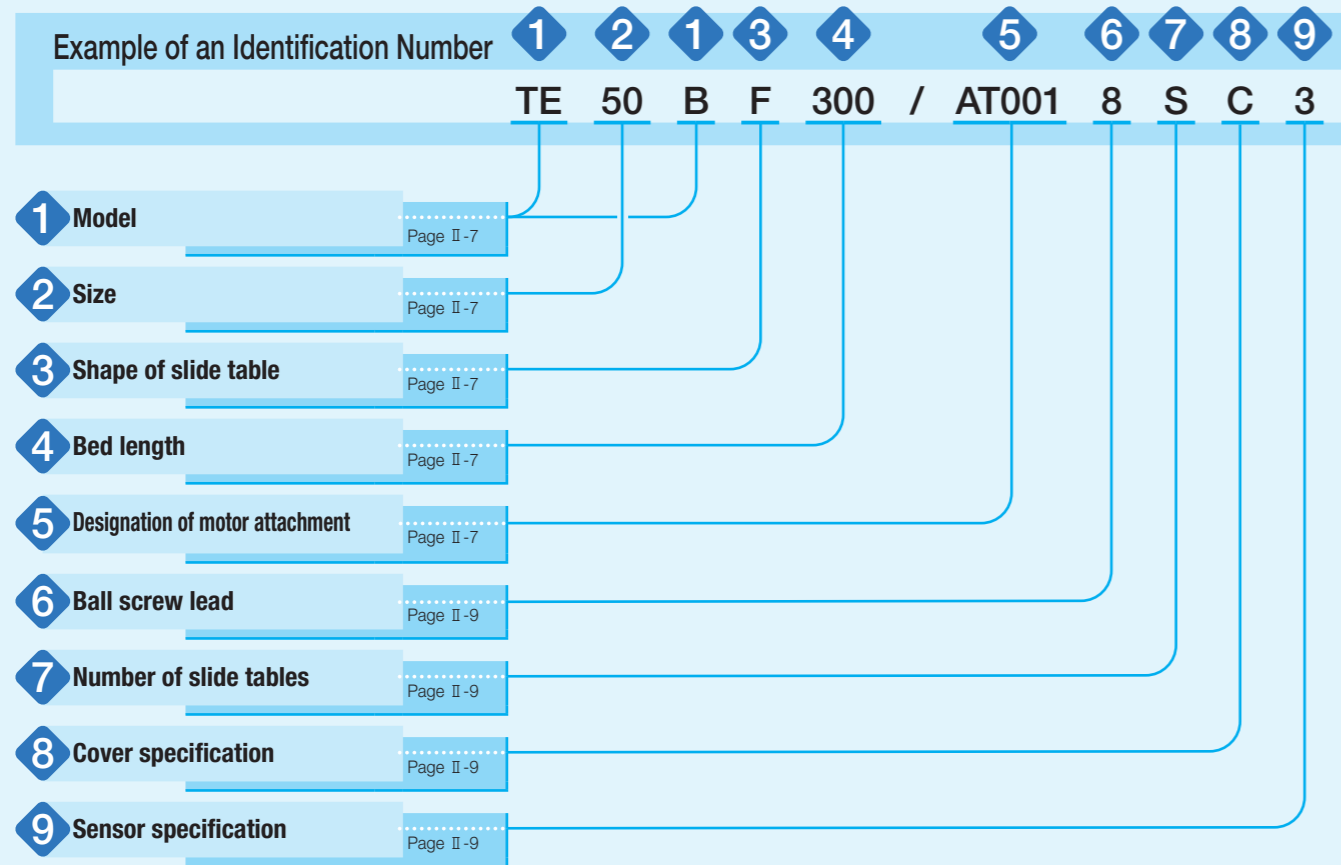 Example of an Identification Number 1 2 1 3 4 5 6 7 8 9
TE 50 B F 300 / AT001 8 S C 3
1 Model
Page Ⅱ-7
2 Size
Page Ⅱ-7
3 Shape of slide table
Page Ⅱ-7
4 Bed length
Page Ⅱ-7
5 Designation of motor attachment
Page Ⅱ-7
6 Ball screw lead
Page Ⅱ-9
7 Number of slide tables
Page Ⅱ-9
8 Cover specification
Page Ⅱ-9
9 Sensor specification
Page Ⅱ-9